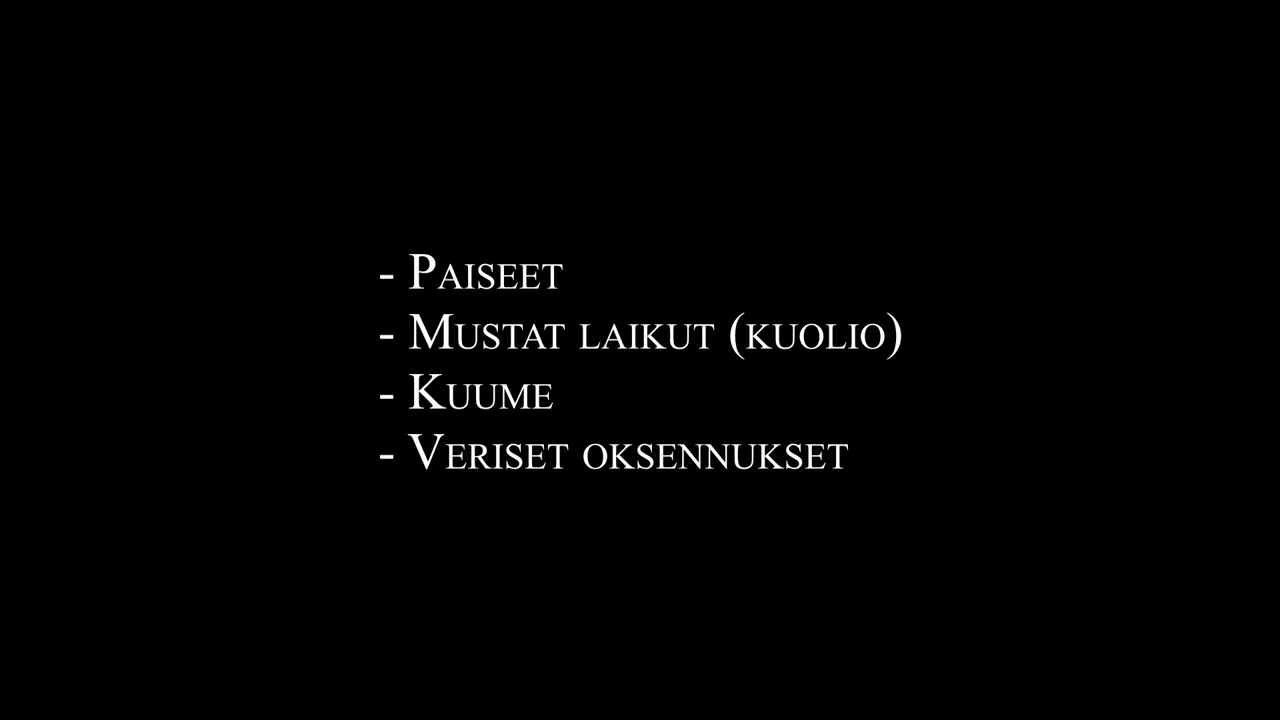 - Paiseet
- Mustat laikut (kuolio)
- Kuume
- Veriset oksennukset